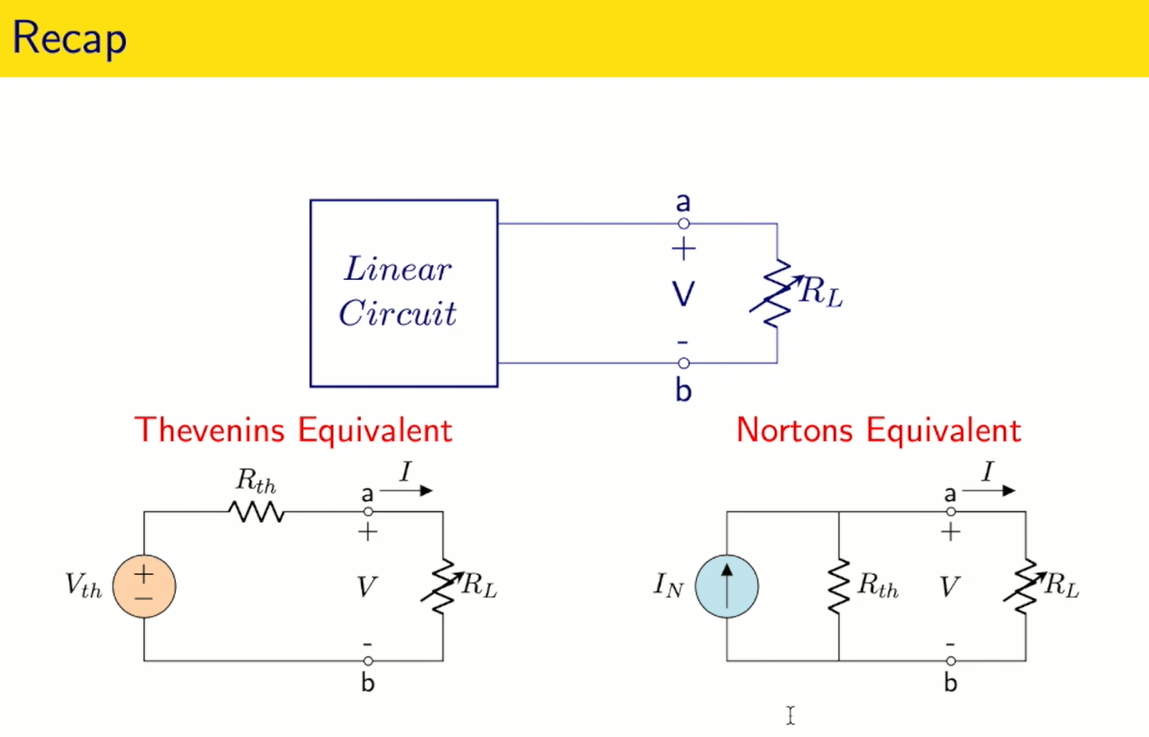 Recap
a
+
Linear
Circuit
V
R_L
-
b
Thevenins Equivalent
Nortons Equivalent
R_th
I
a
+
V_th
+
−
V
R_L
-
b
I
a
+
I_N
R_th
V
R_L
-
b